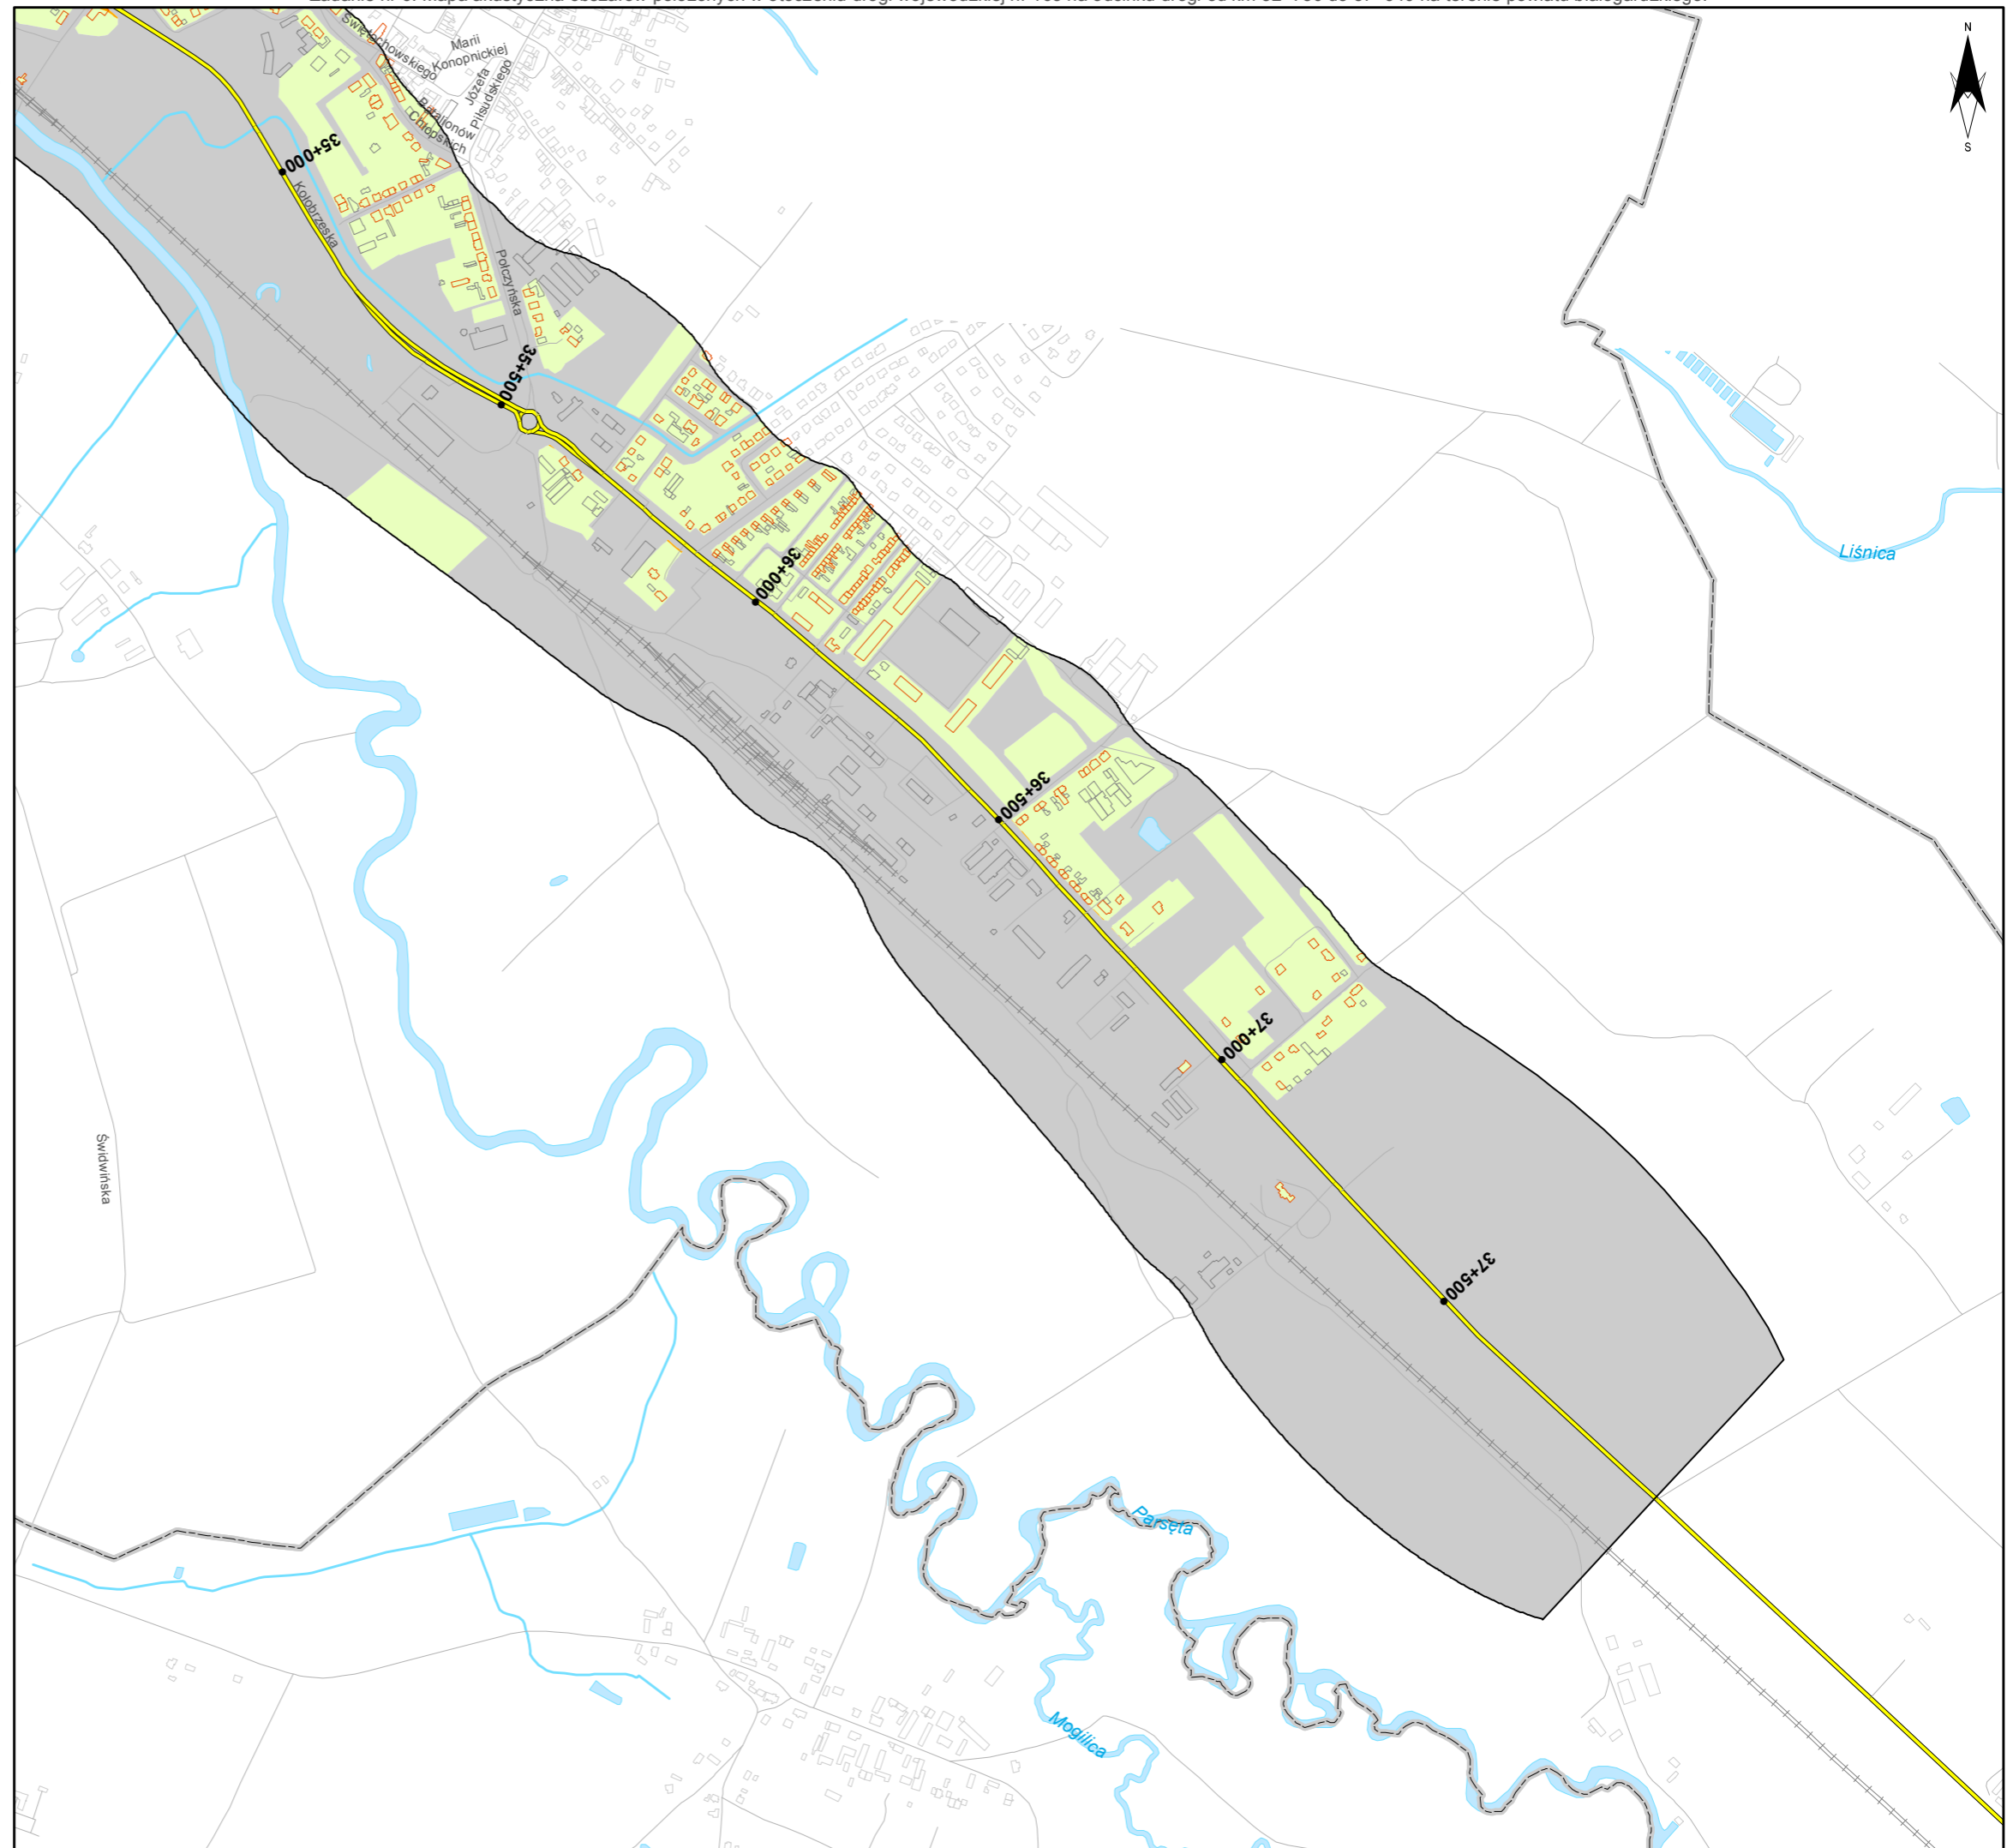 N
S
Święchowskiego
Marii
Konopnickiej
Józefa
Piłsudskiego
Batalionów
Chłopskich
35+000
Kołobrzeska
Połczyńska
35+500
36+000
36+500
37+000
37+500
Liśnica
Świdwińska
Parsęta
Mogilica